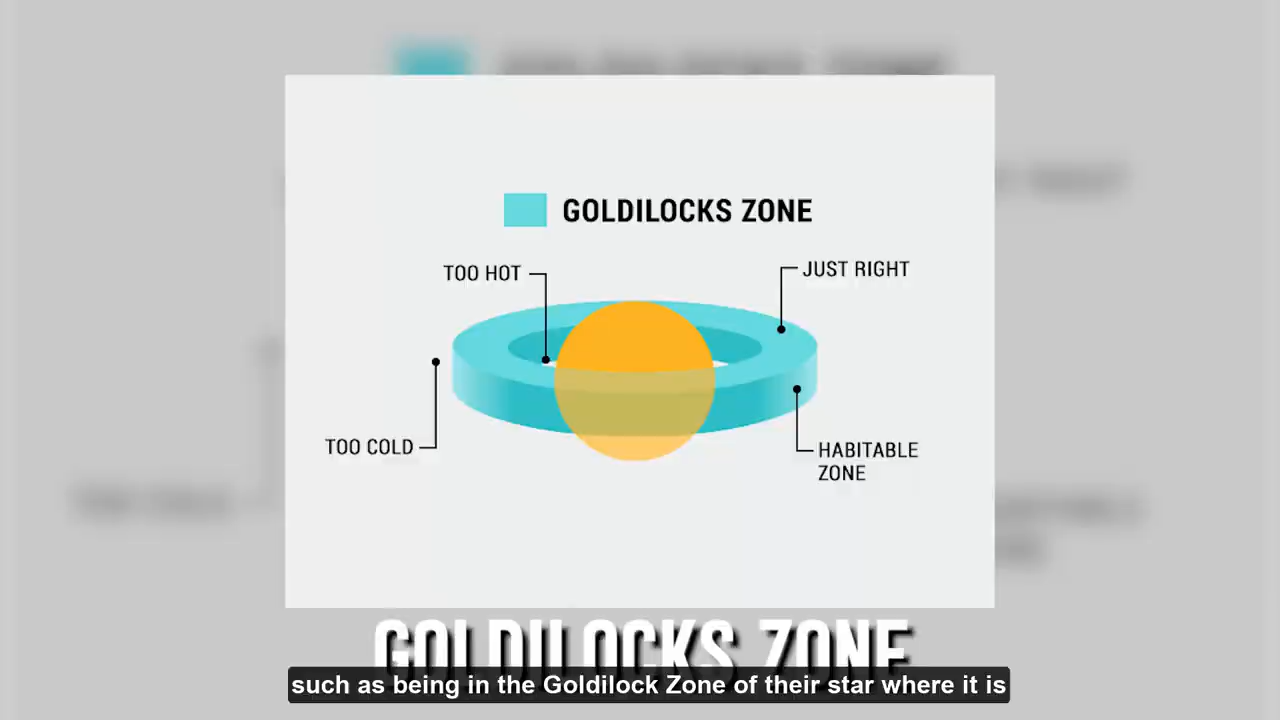 GOLDILOCKS ZONE
TOO HOT
JUST RIGHT
TOO COLD
HABITABLE
ZONE
GOLDILOCKS ZONE
such as being in the Goldilock Zone of their star where it is